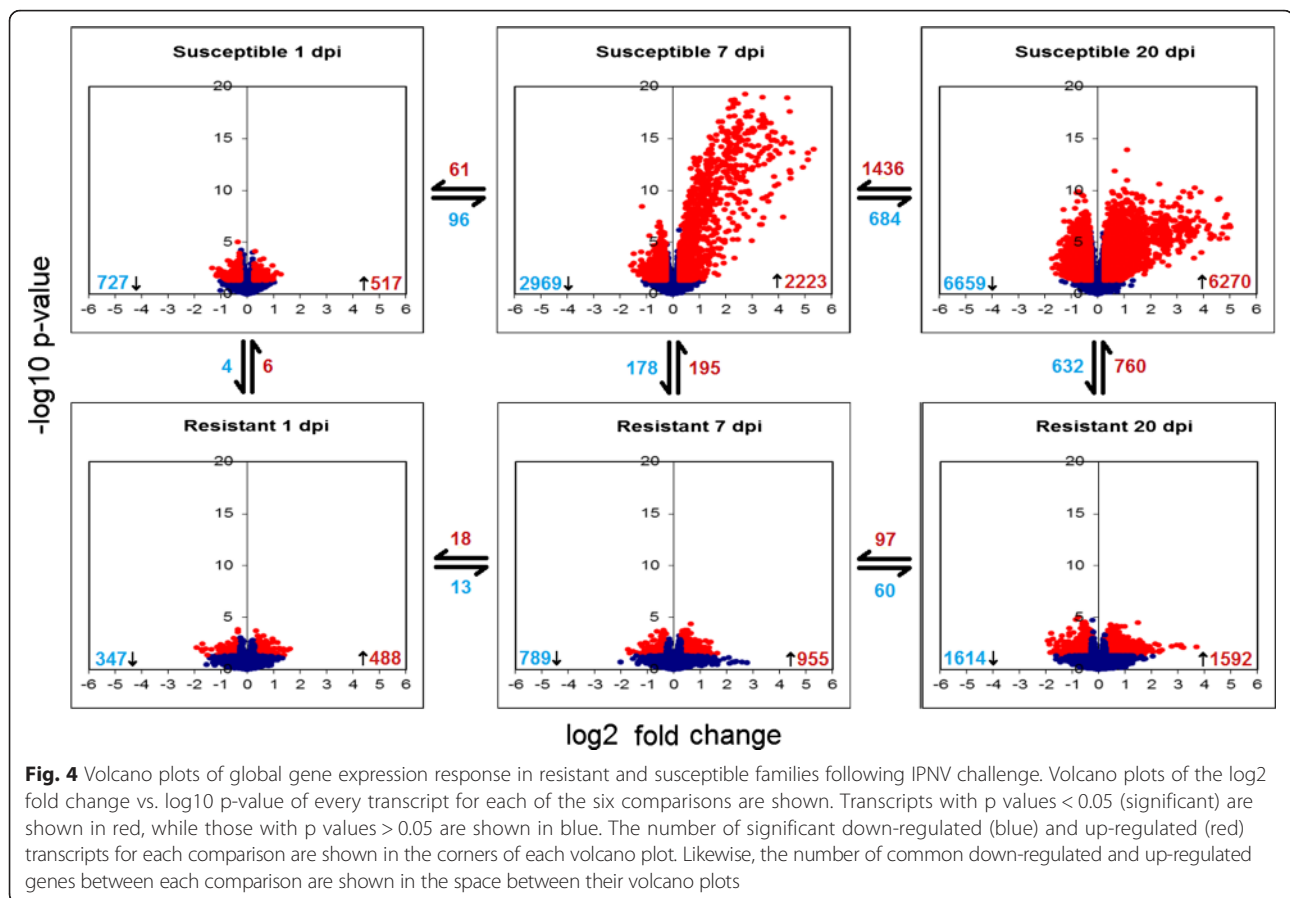 Susceptible 1 dpi
20
15
10
5
0
727↓
↑517
-6 -5 -4 -3 -2 -1 0 1 2 3 4 5 6
61
96
Susceptible 7 dpi
20
15
10
5
0
2969↓
↑2223
-6 -5 -4 -3 -2 -1 0 1 2 3 4 5 6
1436
684
Susceptible 20 dpi
20
15
10
5
0
6659↓
↑6270
-6 -5 -4 -3 -2 -1 0 1 2 3 4 5 6
-log10 p-value
4 6
178 195
632 760
Resistant 1 dpi
20
15
10
5
0
347↓
↑488
-6 -5 -4 -3 -2 -1 0 1 2 3 4 5 6
18
13
Resistant 7 dpi
20
15
10
5
0
789↓
↑955
-6 -5 -4 -3 -2 -1 0 1 2 3 4 5 6
97
60
Resistant 20 dpi
20
15
10
5
0
1614↓
↑1592
-6 -5 -4 -3 -2 -1 0 1 2 3 4 5 6
log2 fold change
Fig. 4 Volcano plots of global gene expression response in resistant and susceptible families following IPNV challenge. Volcano plots of the log2
fold change vs. log10 p-value of every transcript for each of the six comparisons are shown. Transcripts with p values < 0.05 (significant) are
shown in red, while those with p values > 0.05 are shown in blue. The number of significant down-regulated (blue) and up-regulated (red)
transcripts for each comparison are shown in the corners of each volcano plot. Likewise, the number of common down-regulated and up-regulated
genes between each comparison are shown in the space between their volcano plots